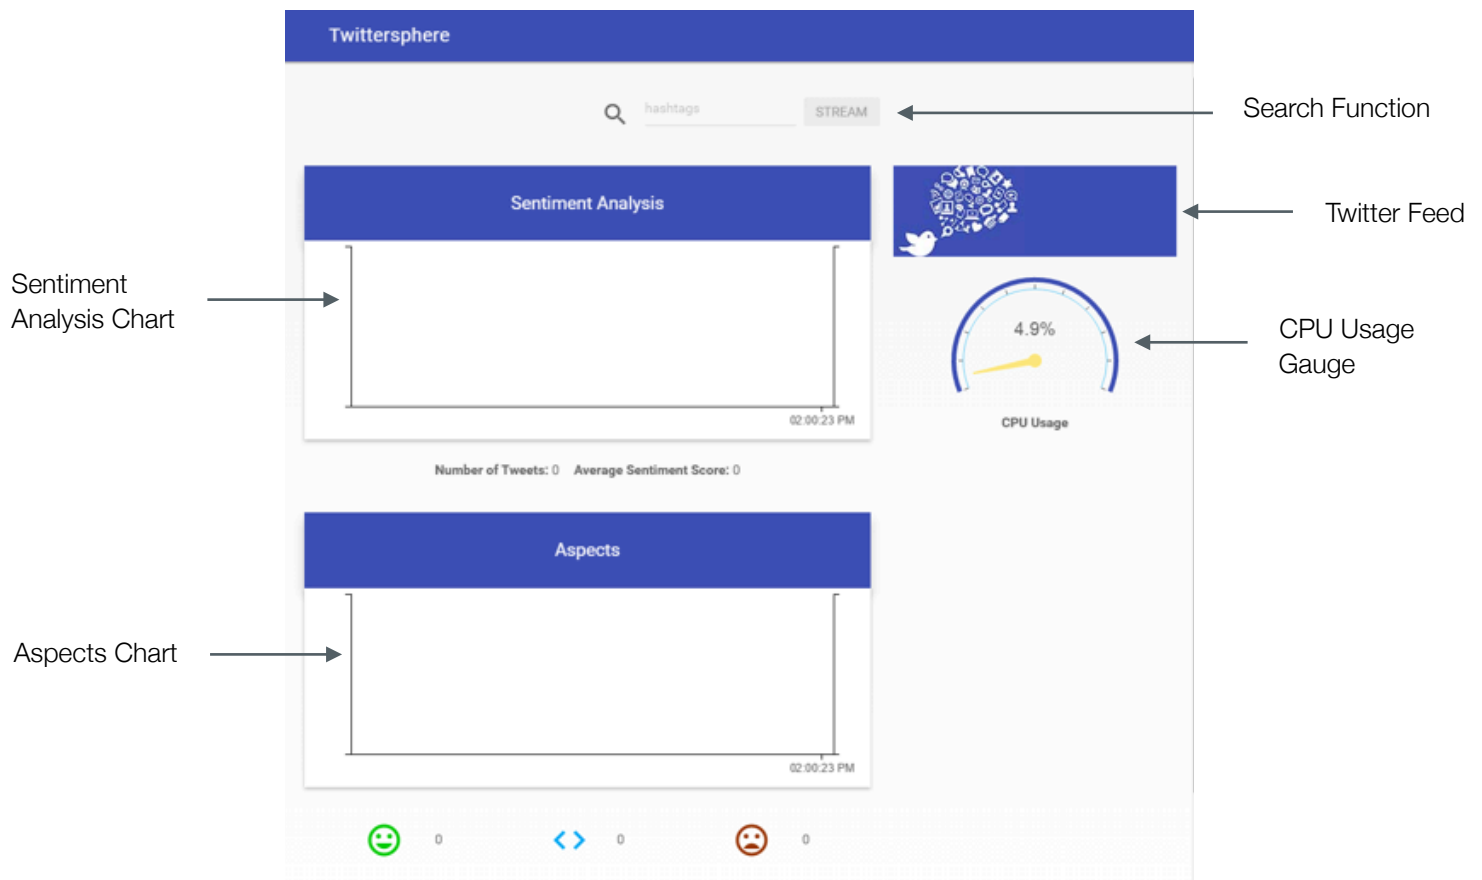 Twittersphere
hashtags
STREAM
Search Function
Sentiment Analysis
Twitter Feed
Sentiment
Analysis Chart
4.9%
CPU Usage
Gauge
02:00:23 PM
CPU Usage
Number of Tweets: 0 Average Sentiment Score: 0
Aspects
Aspects Chart
02:00:23 PM
0
0
0